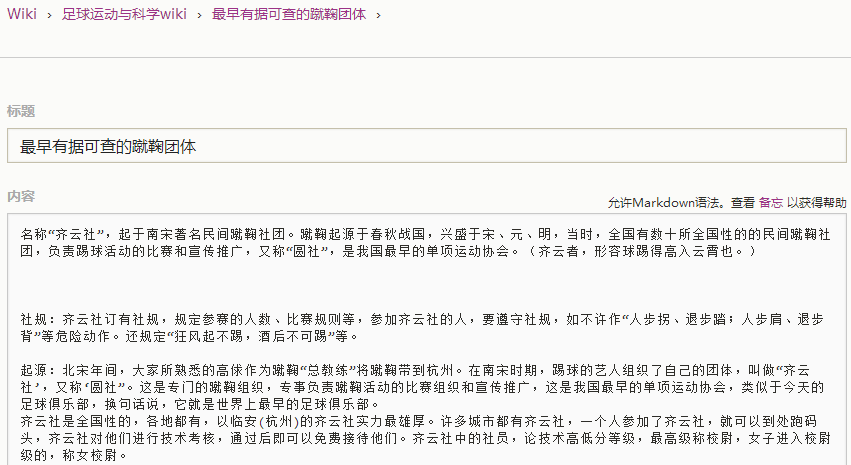 Wiki › 足球运动与科学wiki › 最早有据可查的蹴鞠团体 ›
标题
最早有据可查的蹴鞠团体
内容
允许Markdown语法。查看 备忘 以获得帮助
名称“齐云社”，起于南宋著名民间蹴鞠社团。蹴鞠起源于春秋战国，兴盛于宋、元、明，当时，全国有数十所全国性的的民间蹴鞠社
团，负责踢球活动的比赛和宣传推广，又称“圆社”，是我国最早的单项运动协会。（齐云者，形容球踢得高入云霄也。）
社规：齐云社订有社规，规定参赛的人数、比赛规则等，参加齐云社的人，要遵守社规，如不许作“人步拐、退步踏；人步肩、退步
背”等危险动作。还规定“狂风起不踢，酒后不可踢”等。
起源：北宋年间，大家所熟悉的高俅作为蹴鞠“总教练”将蹴鞠带到杭州。在南宋时期，踢球的艺人组织了自己的团体，叫做“齐云
社’，又称‘圆社”。这是专门的蹴鞠组织，专事负责蹴鞠活动的比赛组织和宣传推广，这是我国最早的单项运动协会，类似于今天的
足球俱乐部，换句话说，它就是世界上最早的足球俱乐部。
齐云社是全国性的，各地都有，以临安(杭州)的齐云社实力最雄厚。许多城市都有齐云社，一个人参加了齐云社，就可以到处跑码
头，齐云社对他们进行技术考核，通过后即可以免费接待他们。齐云社中的社员，论技术高低分等级，最高级称校尉，女子进入校尉
级的，称女校尉。